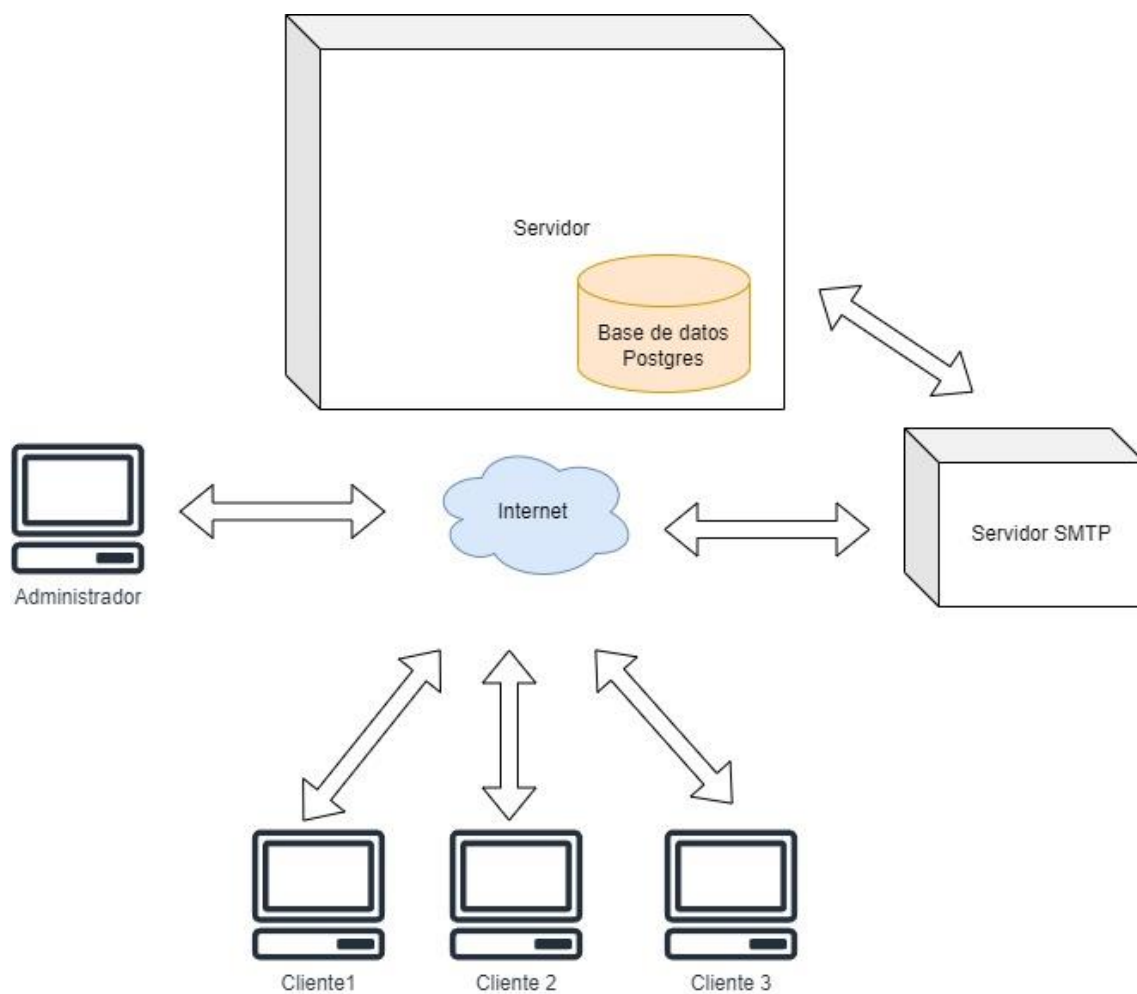 Servidor
Base de datos
Postgres
Internet
Servidor SMTP
Administrador
Cliente1
Cliente 2
Cliente 3